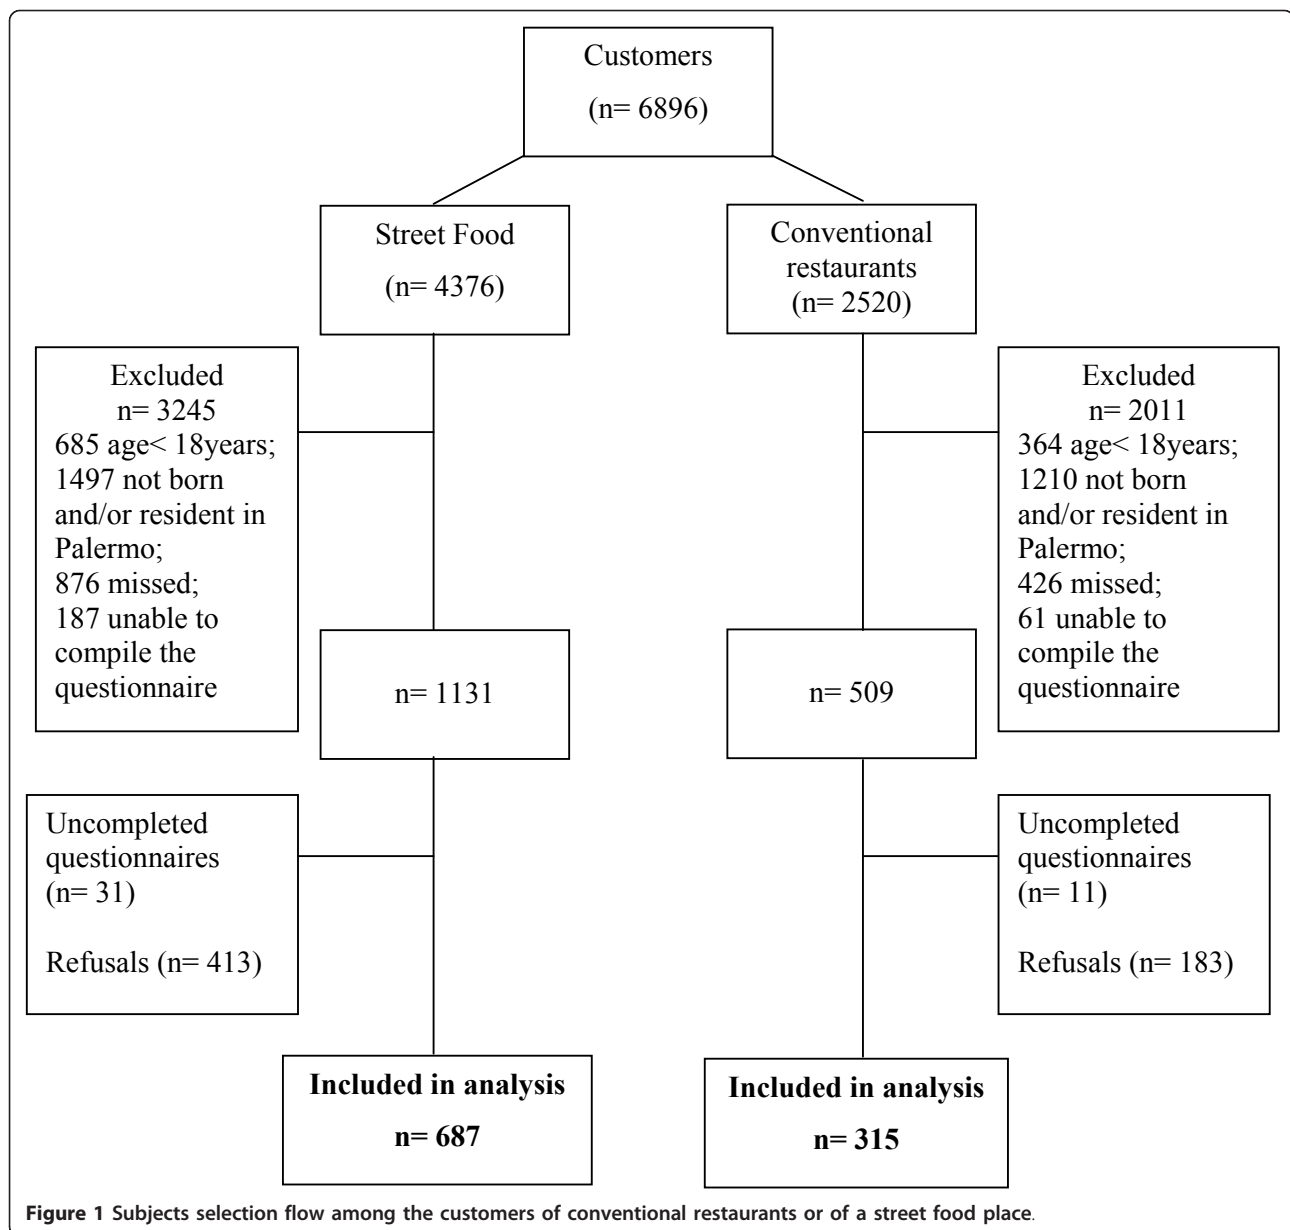 Customers
(n= 6896)
Street Food
(n= 4376)
Conventional
restaurants
(n= 2520)
Excluded
n= 3245
685 age< 18years;
1497 not born
and/or resident in
Palermo;
876 missed;
187 unable to
compile the
questionnaire
Excluded
n= 2011
364 age< 18years;
1210 not born
and/or resident in
Palermo;
426 missed;
61 unable to
compile the
questionnaire
n= 1131
n= 509
Uncompleted
questionnaires
(n= 31)
Refusals (n= 413)
Uncompleted
questionnaires
(n= 11)
Refusals (n= 183)
Included in analysis
n= 687
Included in analysis
n= 315
Figure 1 Subjects selection flow among the customers of conventional restaurants or of a street food place.